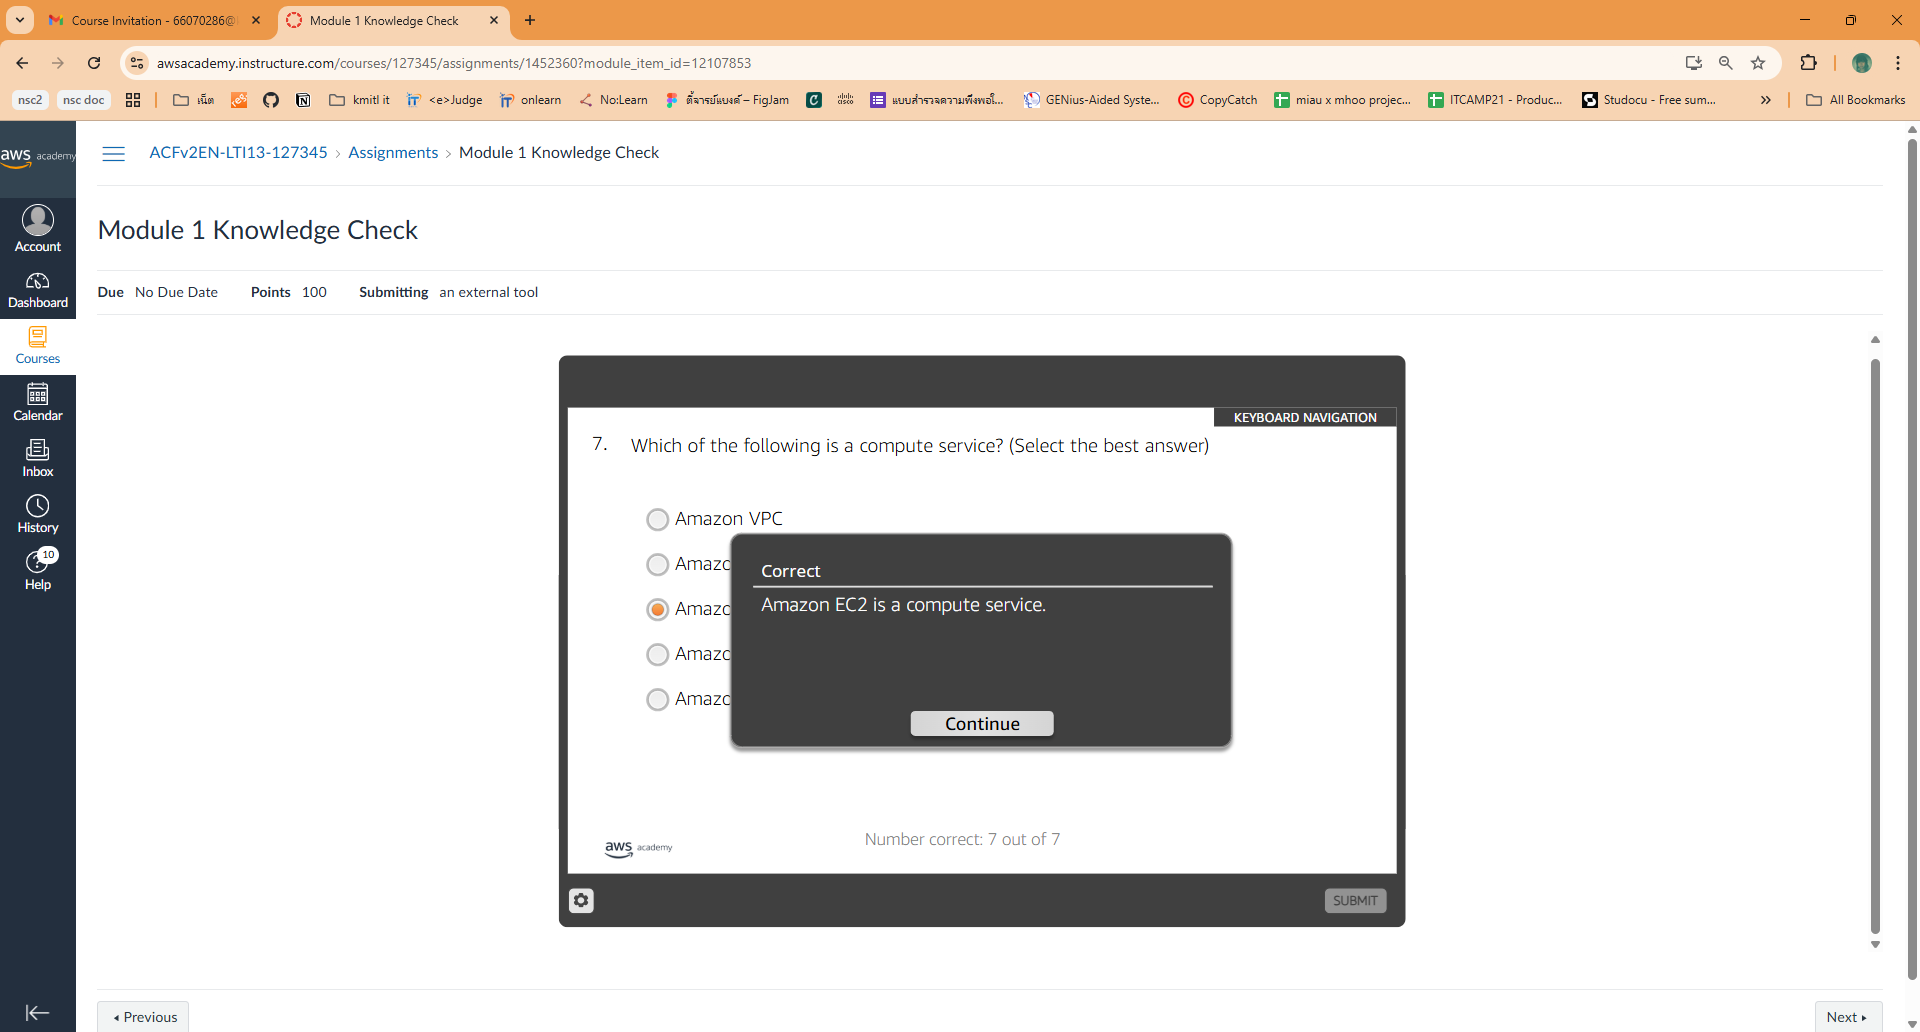 Course Invitation - 66070286@
Module 1 Knowledge Check
awsacademy.instructure.com/courses/127345/assignments/1452360?module_item_id=12107853
nsc2
nsc doc
เน็ต
kmitl it
<e>Judge
onlearn
No:Learn
ติ้จารย์แบงค์ – FigJam
แบบสำรวจความพึงพอใ...
GENius-Aided Syste...
CopyCatch
miau x mhoo projec...
ITCAMP21 - Produc...
Studocu - Free sum...
All Bookmarks
aws academy
ACFv2EN-LTI13-127345 › Assignments › Module 1 Knowledge Check
Module 1 Knowledge Check
Account
Dashboard
Courses
Calendar
Inbox
History
10
Help
Due No Due Date Points 100 Submitting an external tool
KEYBOARD NAVIGATION
7. Which of the following is a compute service? (Select the best answer)
Amazon VPC
Amazo
Amazo
Amazo
Amazo
Correct
Amazon EC2 is a compute service.
Continue
Number correct: 7 out of 7
aws academy
SUBMIT
Previous
Next